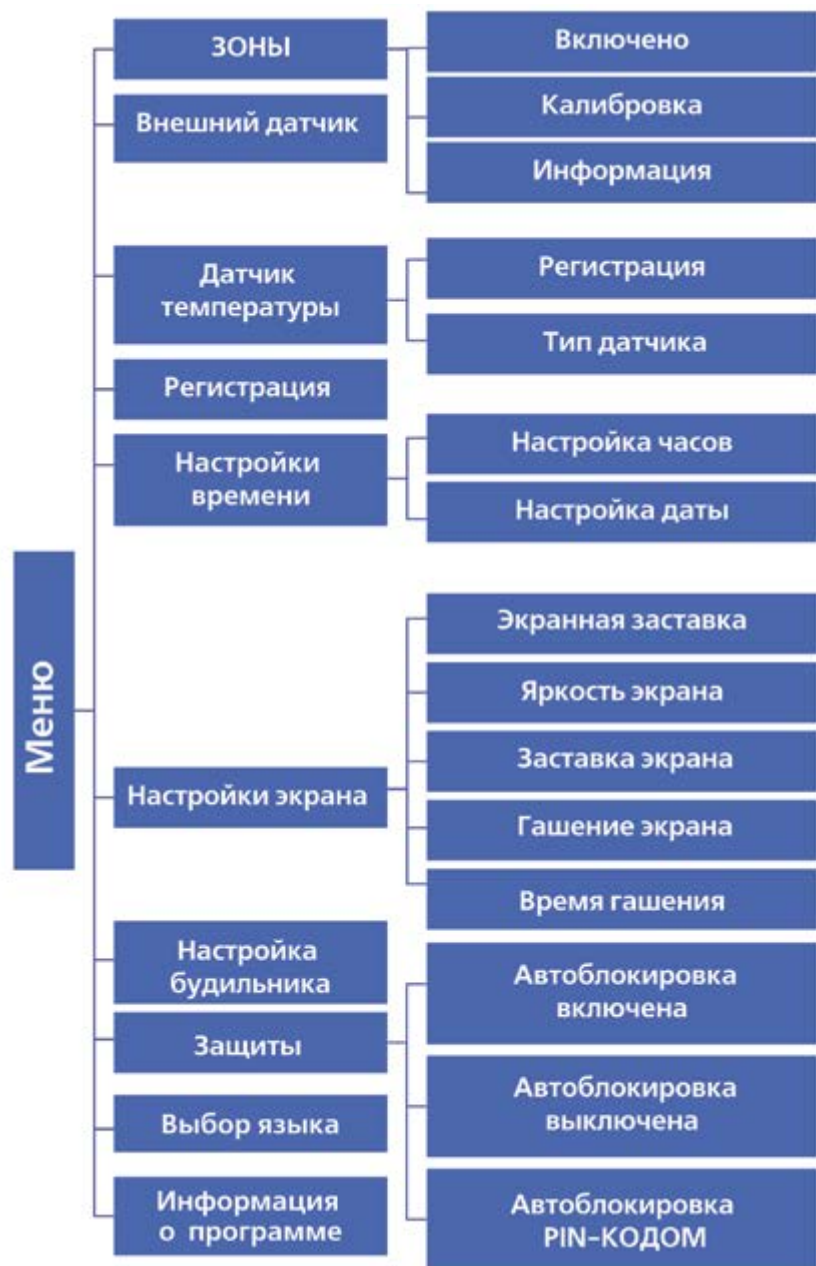 Меню
ЗОНЫ
Включено
Калибровка
Информация
Внешний датчик
Датчик
температуры
Регистрация
Тип датчика
Регистрация
Настройки
времени
Настройка часов
Настройка даты
Настройки экрана
Экранная заставка
Яркость экрана
Заставка экрана
Гашение экрана
Время гашения
Настройка
будильника
Защиты
Автоблокировка
включена
Автоблокировка
выключена
Автоблокировка
PIN-КОДОМ
Выбор языка
Информация
о программе